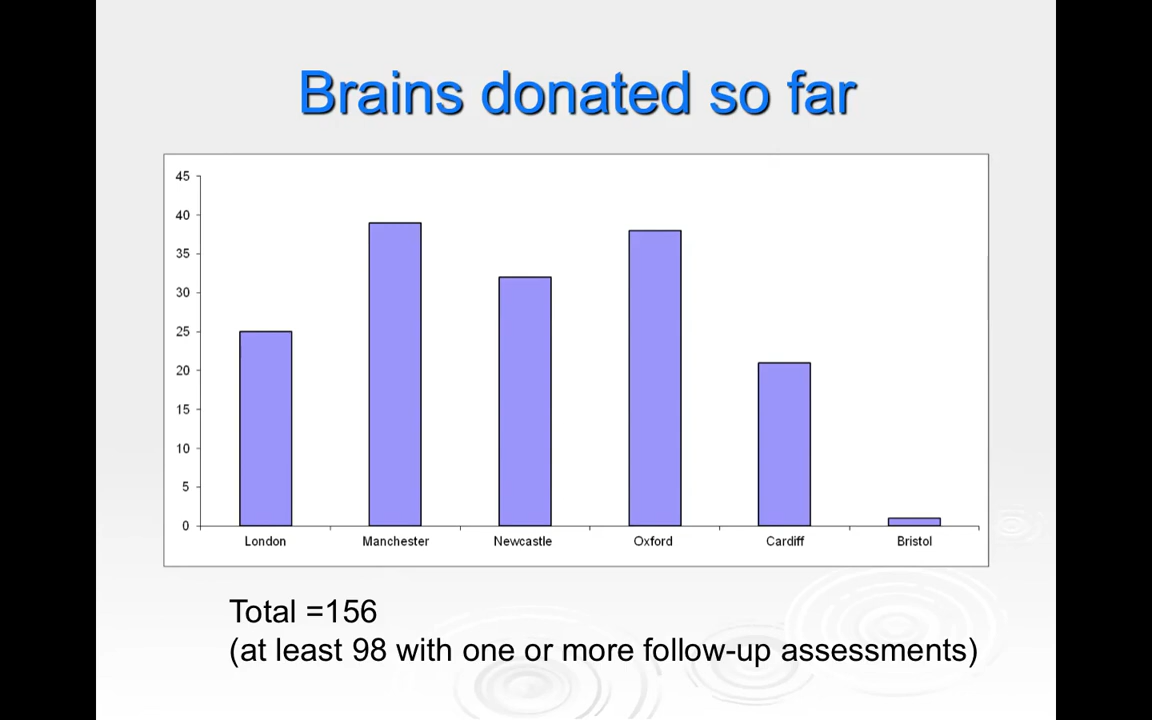 Brains donated so far
45
40
35
30
25
20
15
10
5
0
London Manchester Newcastle Oxford Cardiff Bristol
Total =156
(at least 98 with one or more follow-up assessments)